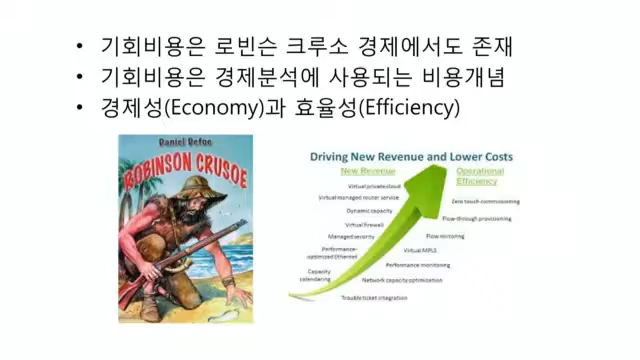 • 기회비용은 로빈슨 크루소 경제에서도 존재
• 기회비용은 경제분석에 사용되는 비용개념
• 경제성(Economy)과 효율성(Efficiency)
Daniel Defoe
ROBINSON CRUSOE
Driving New Revenue and Lower Costs
New Revenue
Operational
Efficiency
Virtual private cloud
Virtual managed router service
Dynamic capacity
Virtual firewall
Managed security
Performance-
optimized Ethernet
Capacity
calendaring
Trouble ticket integration
Zero touch commissioning
Flow-through provisioning
Flow mirroring
Virtual MPLS
Performance monitoring
Network capacity optimization